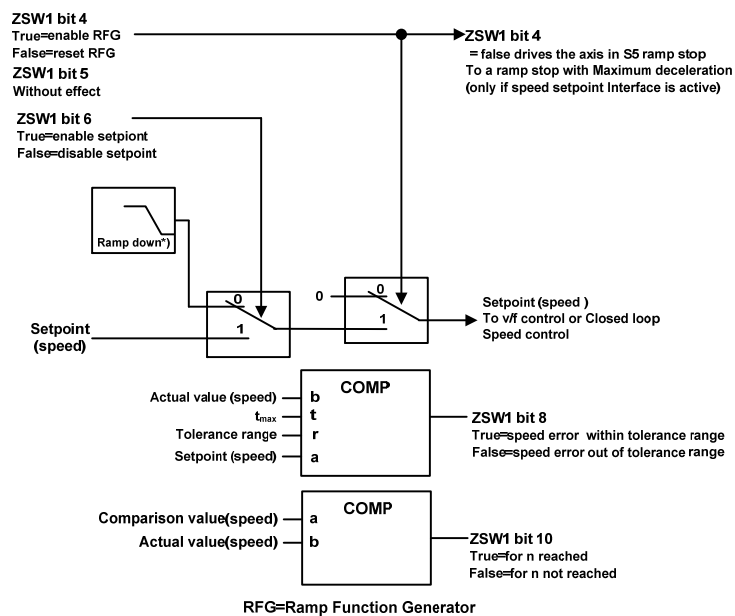 ZSW1 bit 4
True=enable RFG
False=reset RFG
ZSW1 bit 5
Without effect
ZSW1 bit 6
True=enable setpiont
False=disable setpoint
ZSW1 bit 4
= false drives the axis in S5 ramp stop
To a ramp stop with Maximum deceleration
(only if speed setpoint Interface is active)
Ramp down*)
0
1
Setpoint
(speed)
0
0
1
Setpoint (speed )
To v/f control or Closed loop
Speed control
COMP
Actual value (speed)
b
tmax
t
Tolerance range
r
Setpoint (speed)
a
ZSW1 bit 8
True=speed error within tolerance range
False=speed error out of tolerance range
COMP
Comparison value(speed)
a
Actual value(speed)
b
ZSW1 bit 10
True=for n reached
False=for n not reached
RFG=Ramp Function Generator